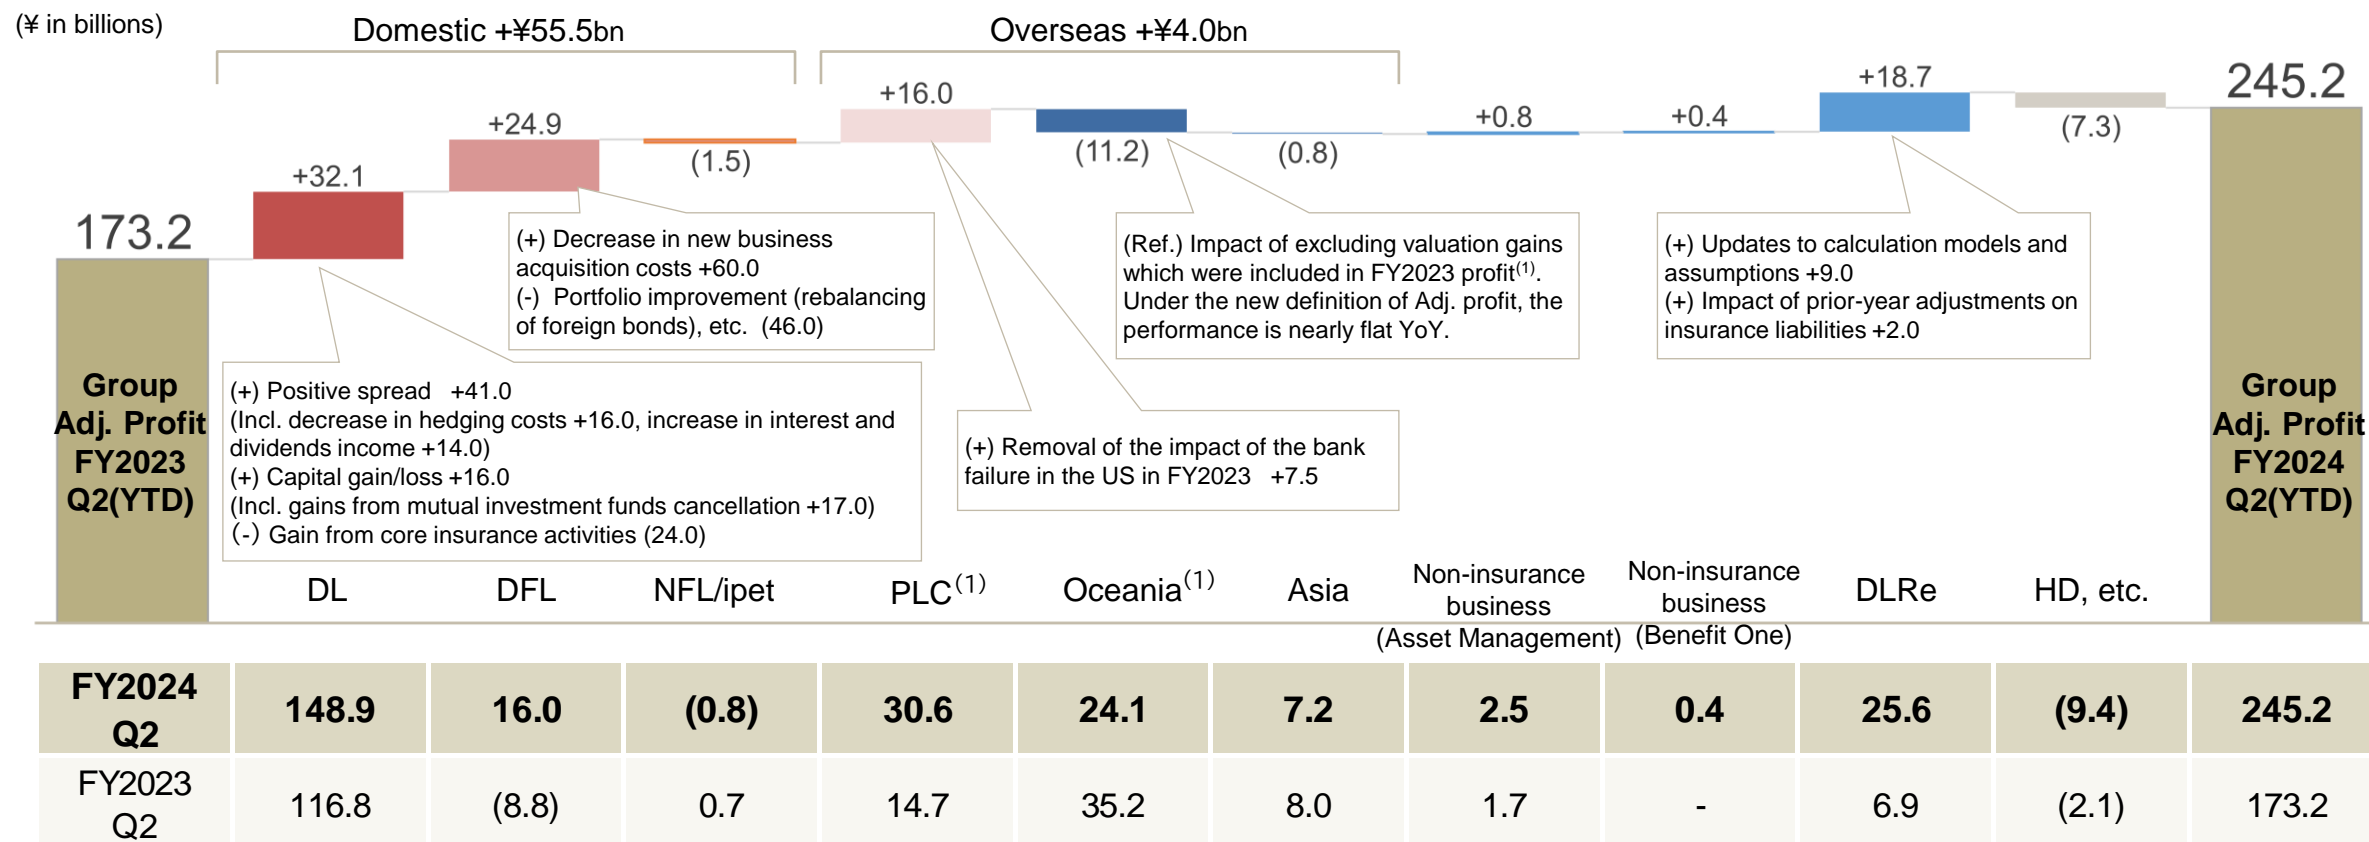 (¥ in billions)
Domestic +¥55.5bn
Overseas +¥4.0bn
173.2
+32.1
+24.9
(1.5)
+16.0
(11.2)
(0.8)
+0.8
+0.4
+18.7
(7.3)
245.2
(+) Decrease in new business
acquisition costs +60.0
(-) Portfolio improvement (rebalancing
of foreign bonds), etc. (46.0)
(Ref.) Impact of excluding valuation gains
which were included in FY2023 profit(1).
Under the new definition of Adj. profit, the
performance is nearly flat YoY.
(+) Updates to calculation models and
assumptions +9.0
(+) Impact of prior-year adjustments on
insurance liabilities +2.0
(+) Positive spread +41.0
(Incl. decrease in hedging costs +16.0, increase in interest and
dividends income +14.0)
(+) Capital gain/loss +16.0
(Incl. gains from mutual investment funds cancellation +17.0)
(-) Gain from core insurance activities (24.0)
(+) Removal of the impact of the bank
failure in the US in FY2023 +7.5
Group
Adj. Profit
FY2023
Q2(YTD)
Group
Adj. Profit
FY2024
Q2(YTD)
DL
DFL
NFL/ipet
PLC(1)
Oceania(1)
Asia
Non-insurance
business
(Asset Management)
Non-insurance
business
(Benefit One)
DLRe
HD, etc.
FY2024
Q2
148.9
16.0
(0.8)
30.6
24.1
7.2
2.5
0.4
25.6
(9.4)
245.2
FY2023
Q2
116.8
(8.8)
0.7
14.7
35.2
8.0
1.7
-
6.9
(2.1)
173.2